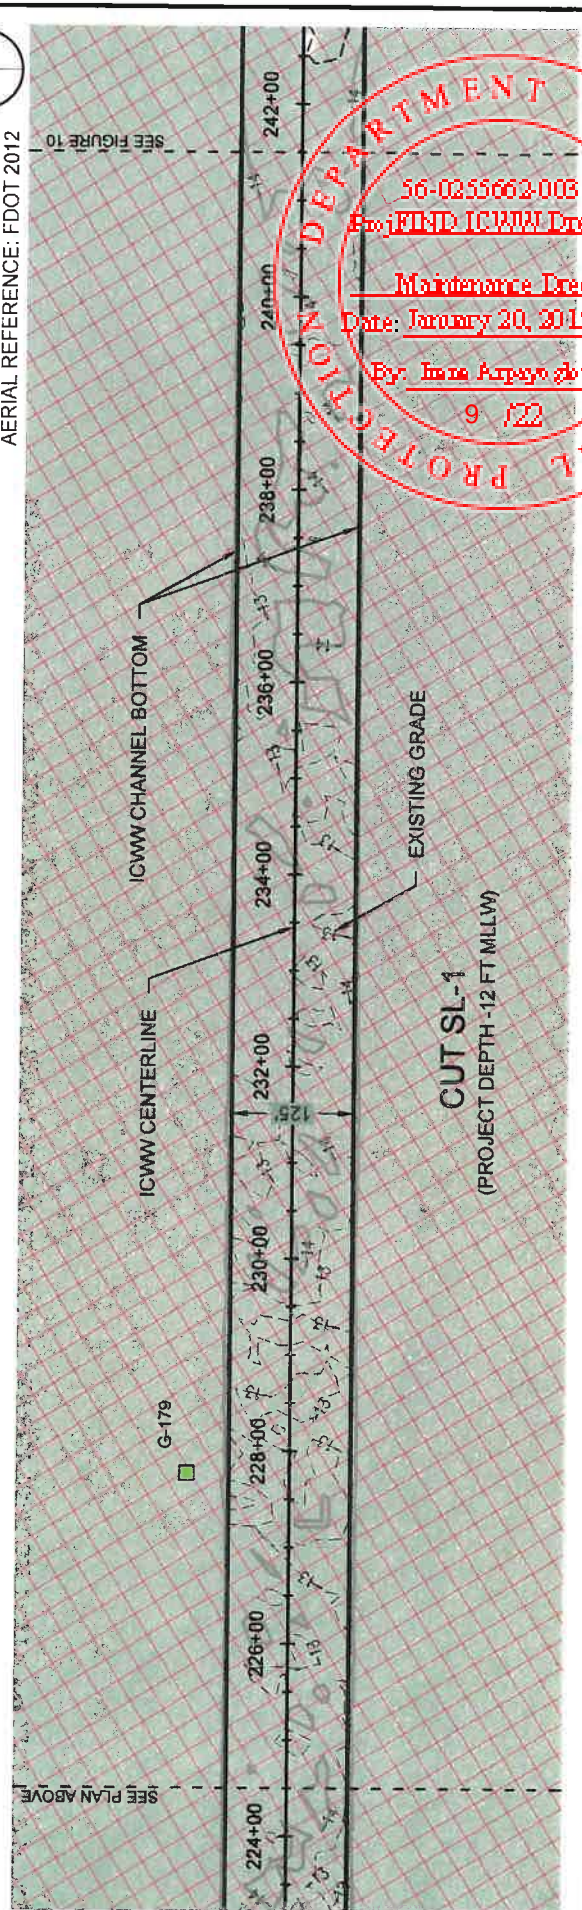 AERIAL REFERENCE: FDOT 2012
SEE FIGURE 10
SEE PLAN ABOVE
ICWW CENTERLINE
ICWW CHANNEL BOTTOM
G-179
224+00
226+00
228+00
230+00
232+00
234+00
236+00
238+00
240+00
242+00
125'
EXISTING GRADE
CUT SL-1
(PROJECT DEPTH -12 FT MLLW)
DEPARTMENT
PROTECTION
56-0255662-003
FIND ICWW
Maintenance
Date: January 20,
By:
9 /22